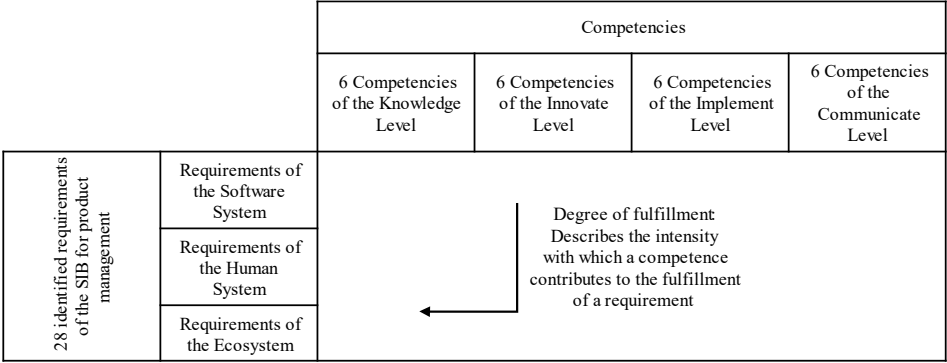 Competencies
6 Competencies
of the Knowledge
Level
6 Competencies
of the Innovate
Level
6 Competencies
of the Implement
Level
6 Competencies
of the
Communicate
Level
28 identified requirements
of the SIB for product
management
Requirements of
the Software
System
Requirements of
the Human
System
Requirements of
the Ecosystem
Degree of fulfillment:
Describes the intensity
with which a competence
contributes to the fulfillment
of a requirement